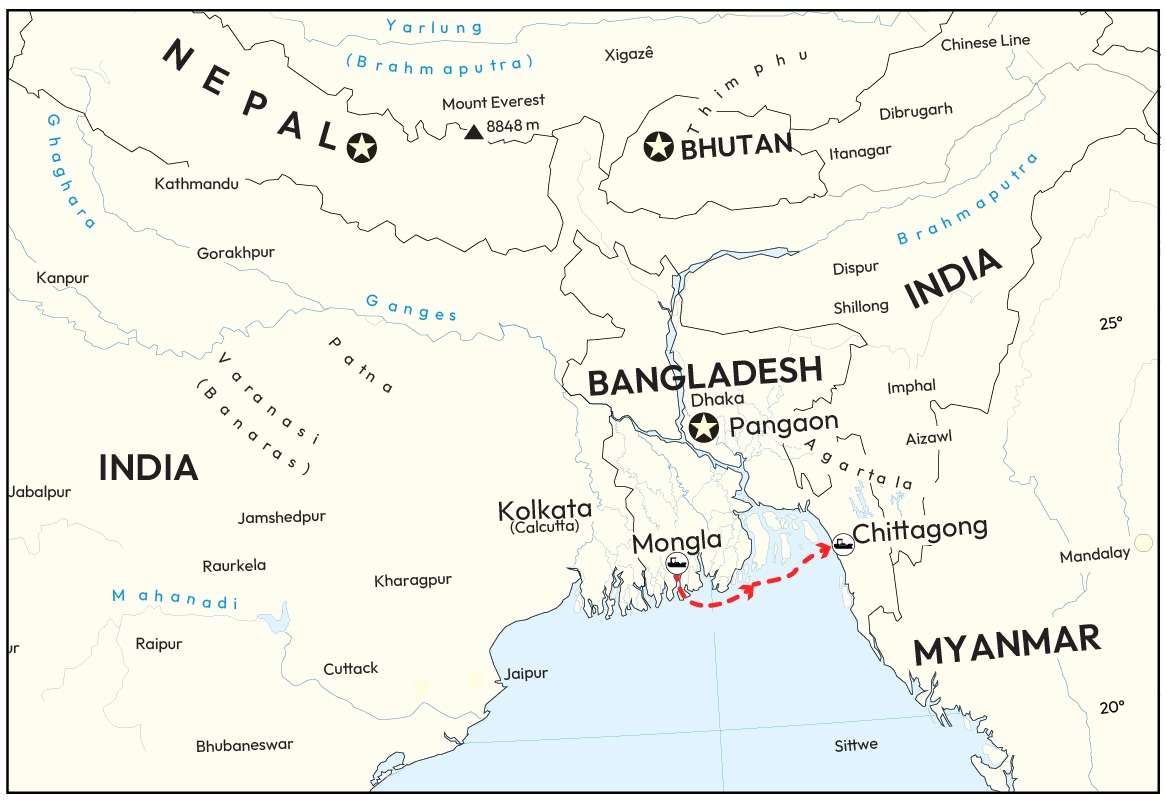 Yarlung
(Brahmaputra)
Xigazê
Chinese Line
NEPAL
Thimphu
Mount Everest
8848 m
Dibrugarh
Ghaghara
BHUTAN
Itanagar
Kathmandu
Brahmaputra
Gorakhpur
Kanpur
Dispur
INDIA
Ganges
Shillong
25°
Patna
Varanasi
(Banaras)
BANGLADESH
Dhaka
Imphal
Pangaon
Aizawl
Agartala
INDIA
Jabalpur
Kolkata
(Calcutta)
Jamshedpur
Mongla
Chittagong
Mandalay
Raurkela
Kharagpur
Mahanadi
ur
Raipur
MYANMAR
Cuttack
Jaipur
20°
Bhubaneswar
Sittwe